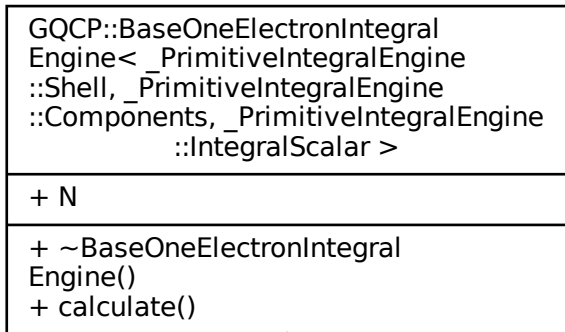 GQCP::BaseOneElectronIntegral
Engine< _PrimitiveIntegralEngine
::Shell, _PrimitiveIntegralEngine
::Components, _PrimitiveIntegralEngine
::IntegralScalar >
+ N
+ ~BaseOneElectronIntegral
Engine()
+ calculate()